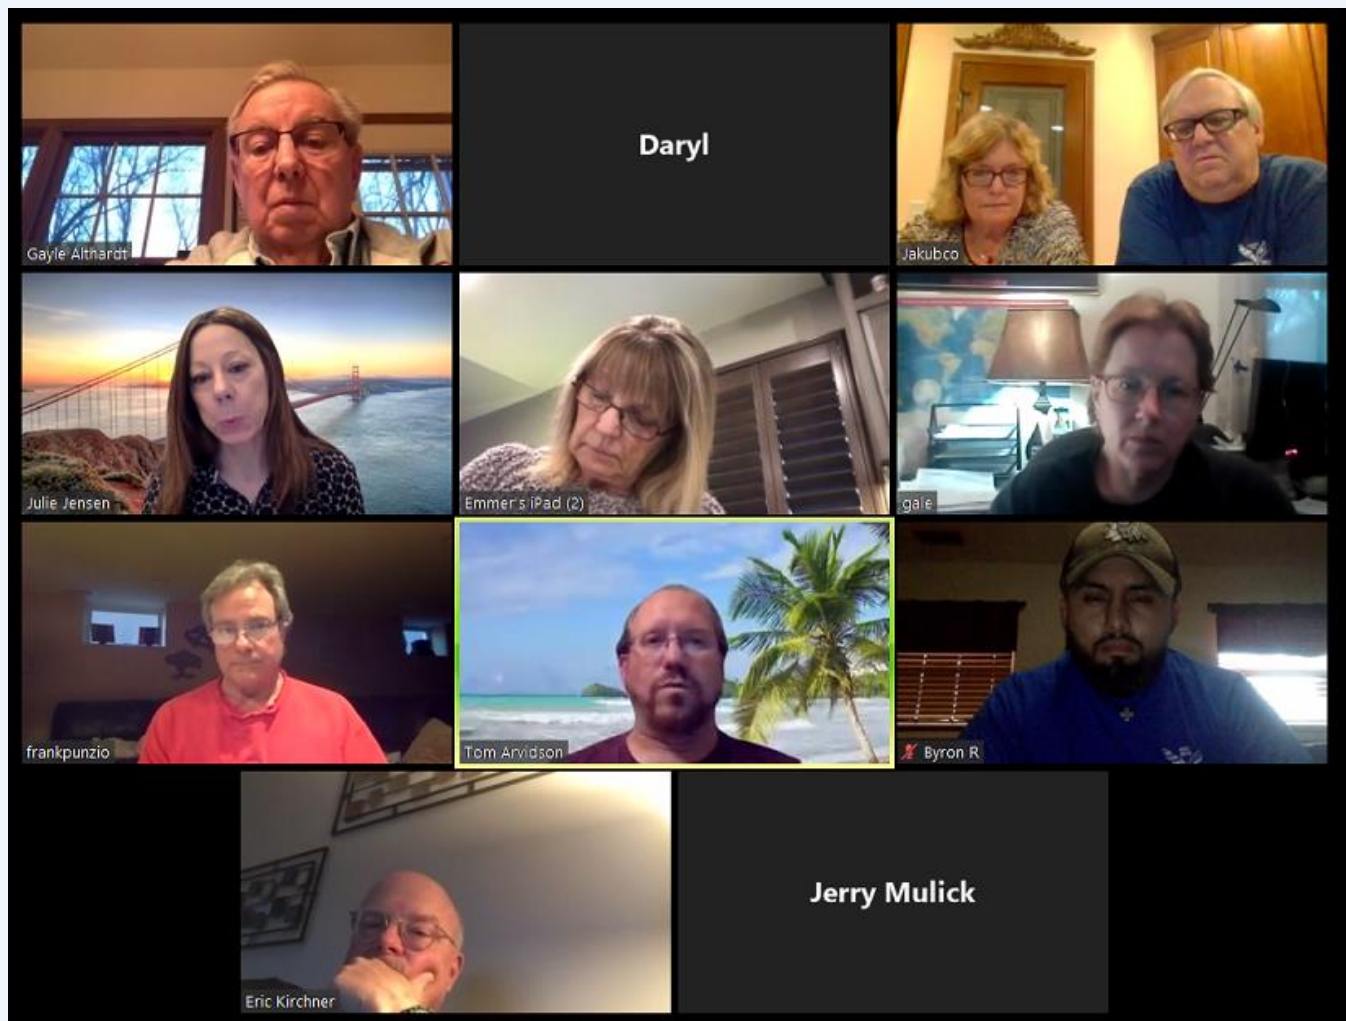 Gayle Althardt
Daryl
Jakubco
Julie Jensen
Emmer's iPad (2)
gale
frankpunzio
Tom Arvidson
Byron R
Eric Kirchner
Jerry Mulick